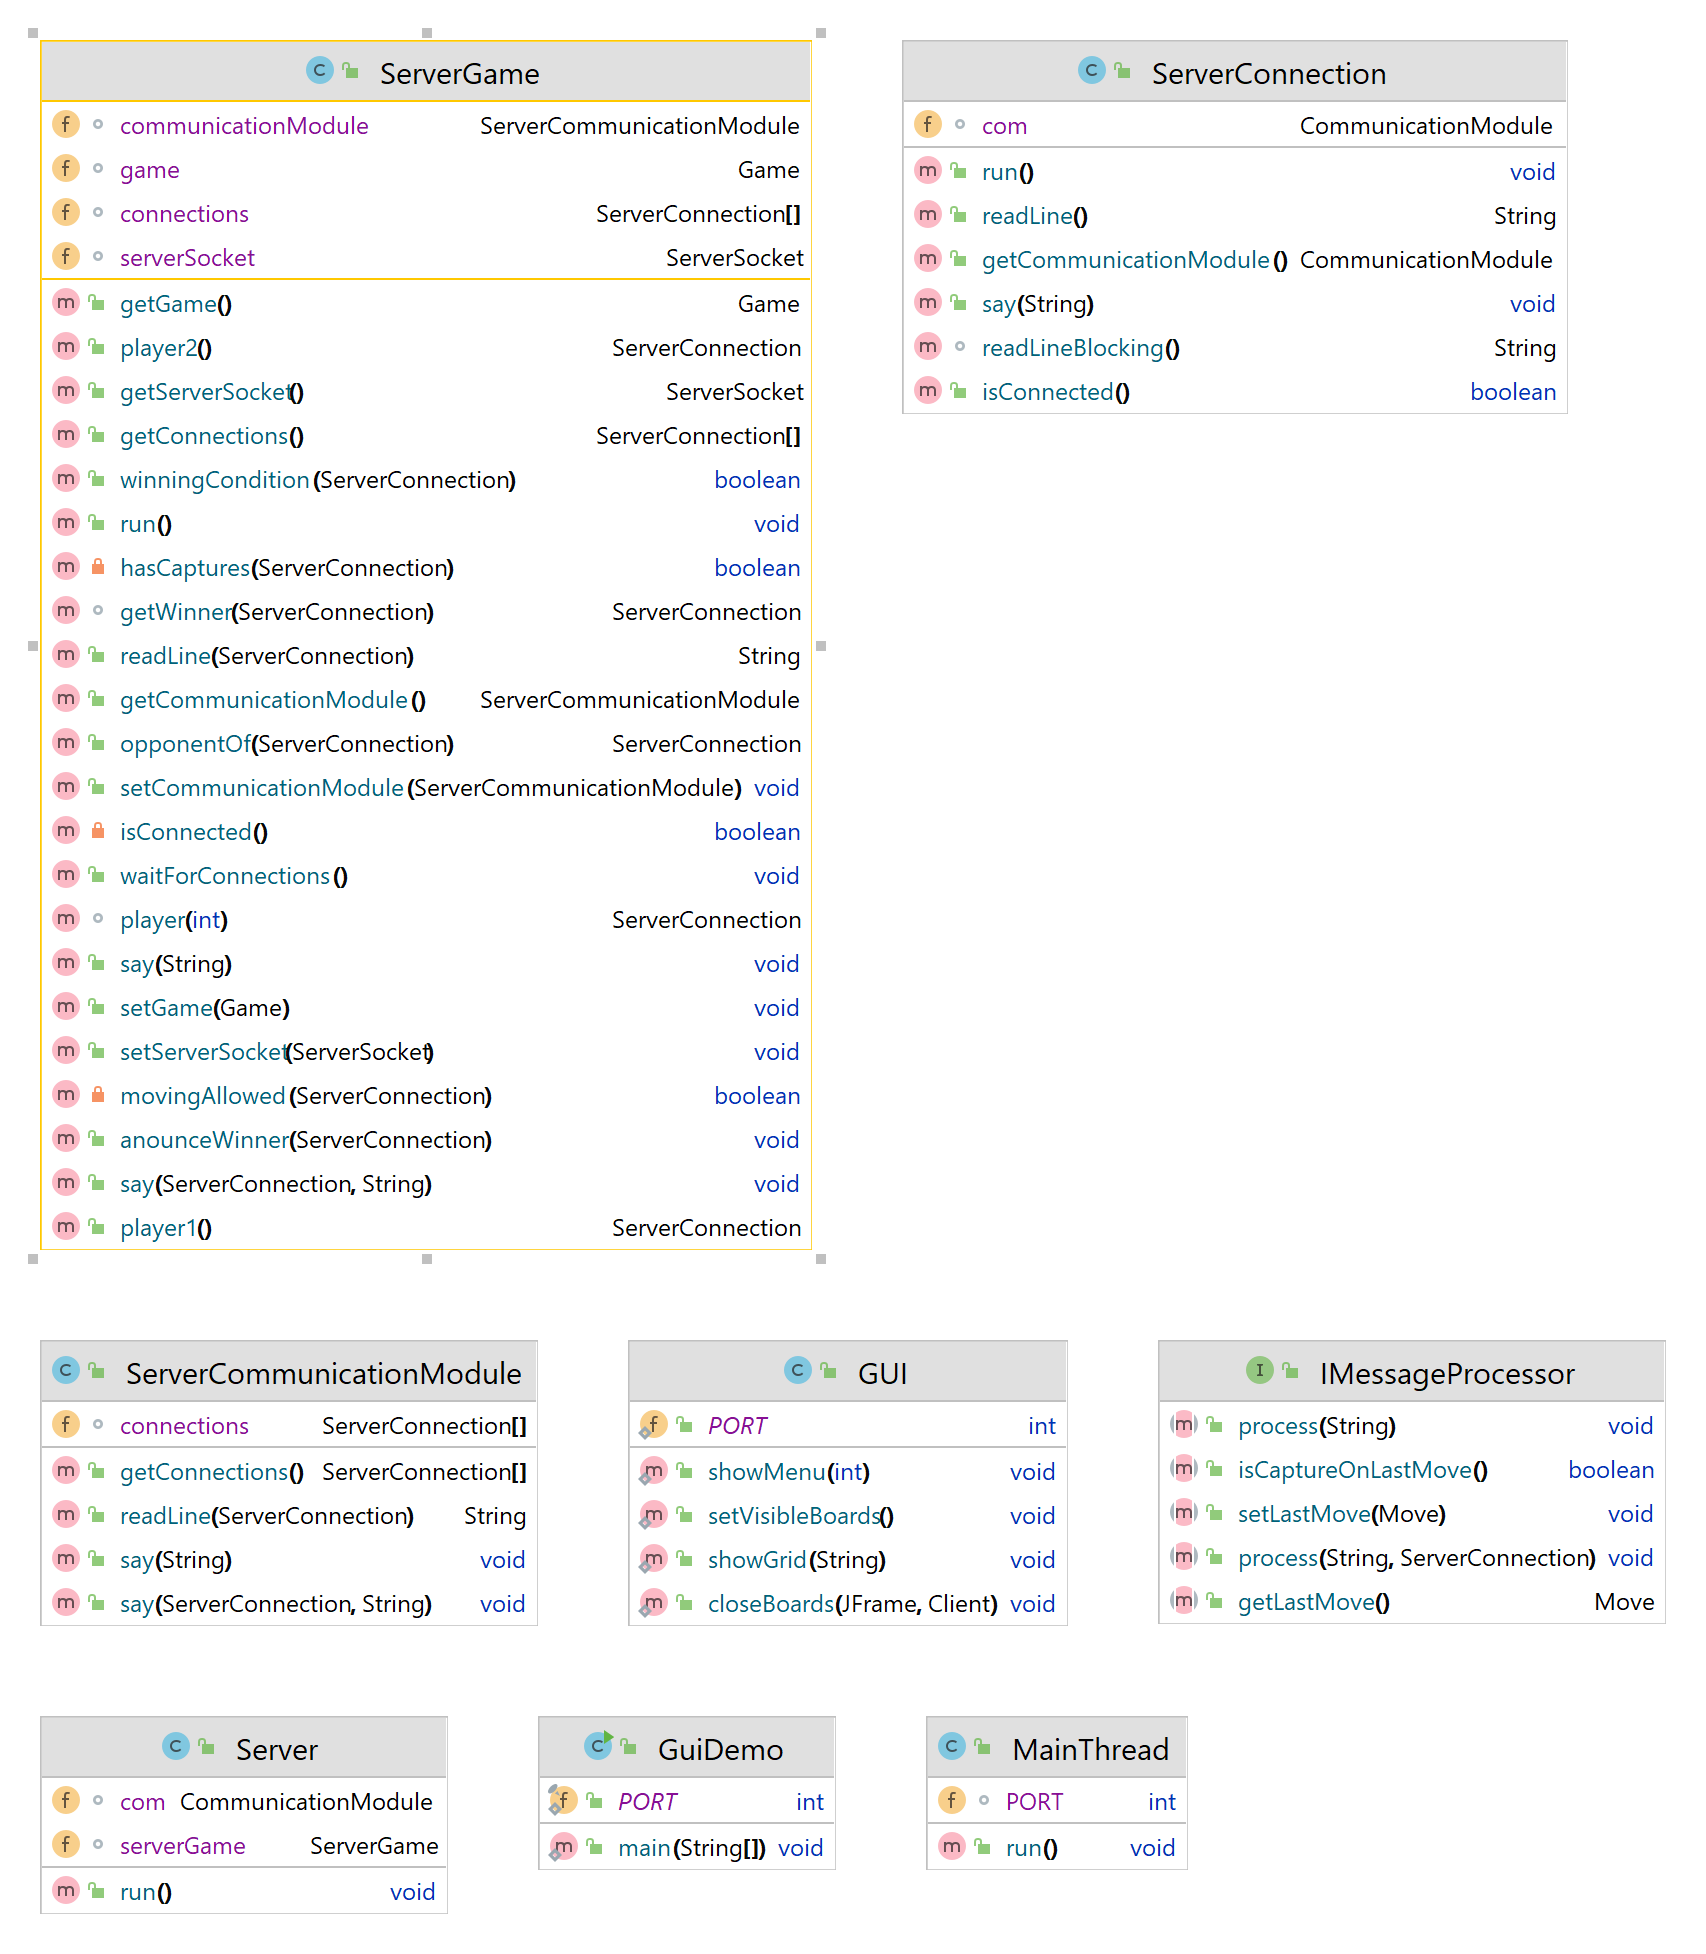 ServerGame
communicationModule ServerCommunicationModule
game Game
connections ServerConnection[]
serverSocket ServerSocket
getGame() Game
player2() ServerConnection
getServerSocket() ServerSocket
getConnections() ServerConnection[]
winningCondition(ServerConnection) boolean
run() void
hasCaptures(ServerConnection) boolean
getWinner(ServerConnection) ServerConnection
readLine(ServerConnection) String
getCommunicationModule() ServerCommunicationModule
opponentOf(ServerConnection) ServerConnection
setCommunicationModule(ServerCommunicationModule) void
isConnected() boolean
waitForConnections() void
player(int) ServerConnection
say(String) void
setGame(Game) void
setServerSocket(ServerSocket) void
movingAllowed(ServerConnection) boolean
anounceWinner(ServerConnection) void
say(ServerConnection, String) void
player1() ServerConnection
ServerConnection
com CommunicationModule
run() void
readLine() String
getCommunicationModule() CommunicationModule
say(String) void
readLineBlocking() String
isConnected() boolean
ServerCommunicationModule
connections ServerConnection[]
getConnections() ServerConnection[]
readLine(ServerConnection) String
say(String) void
say(ServerConnection, String) void
GUI
PORT int
showMenu(int) void
setVisibleBoards() void
showGrid(String) void
closeBoards(JFrame, Client) void
IMessageProcessor
process(String) void
isCaptureOnLastMove() boolean
setLastMove(Move) void
process(String, ServerConnection) void
getLastMove() Move
Server
com CommunicationModule
serverGame ServerGame
run() void
GuiDemo
PORT int
main(String[]) void
MainThread
PORT int
run() void